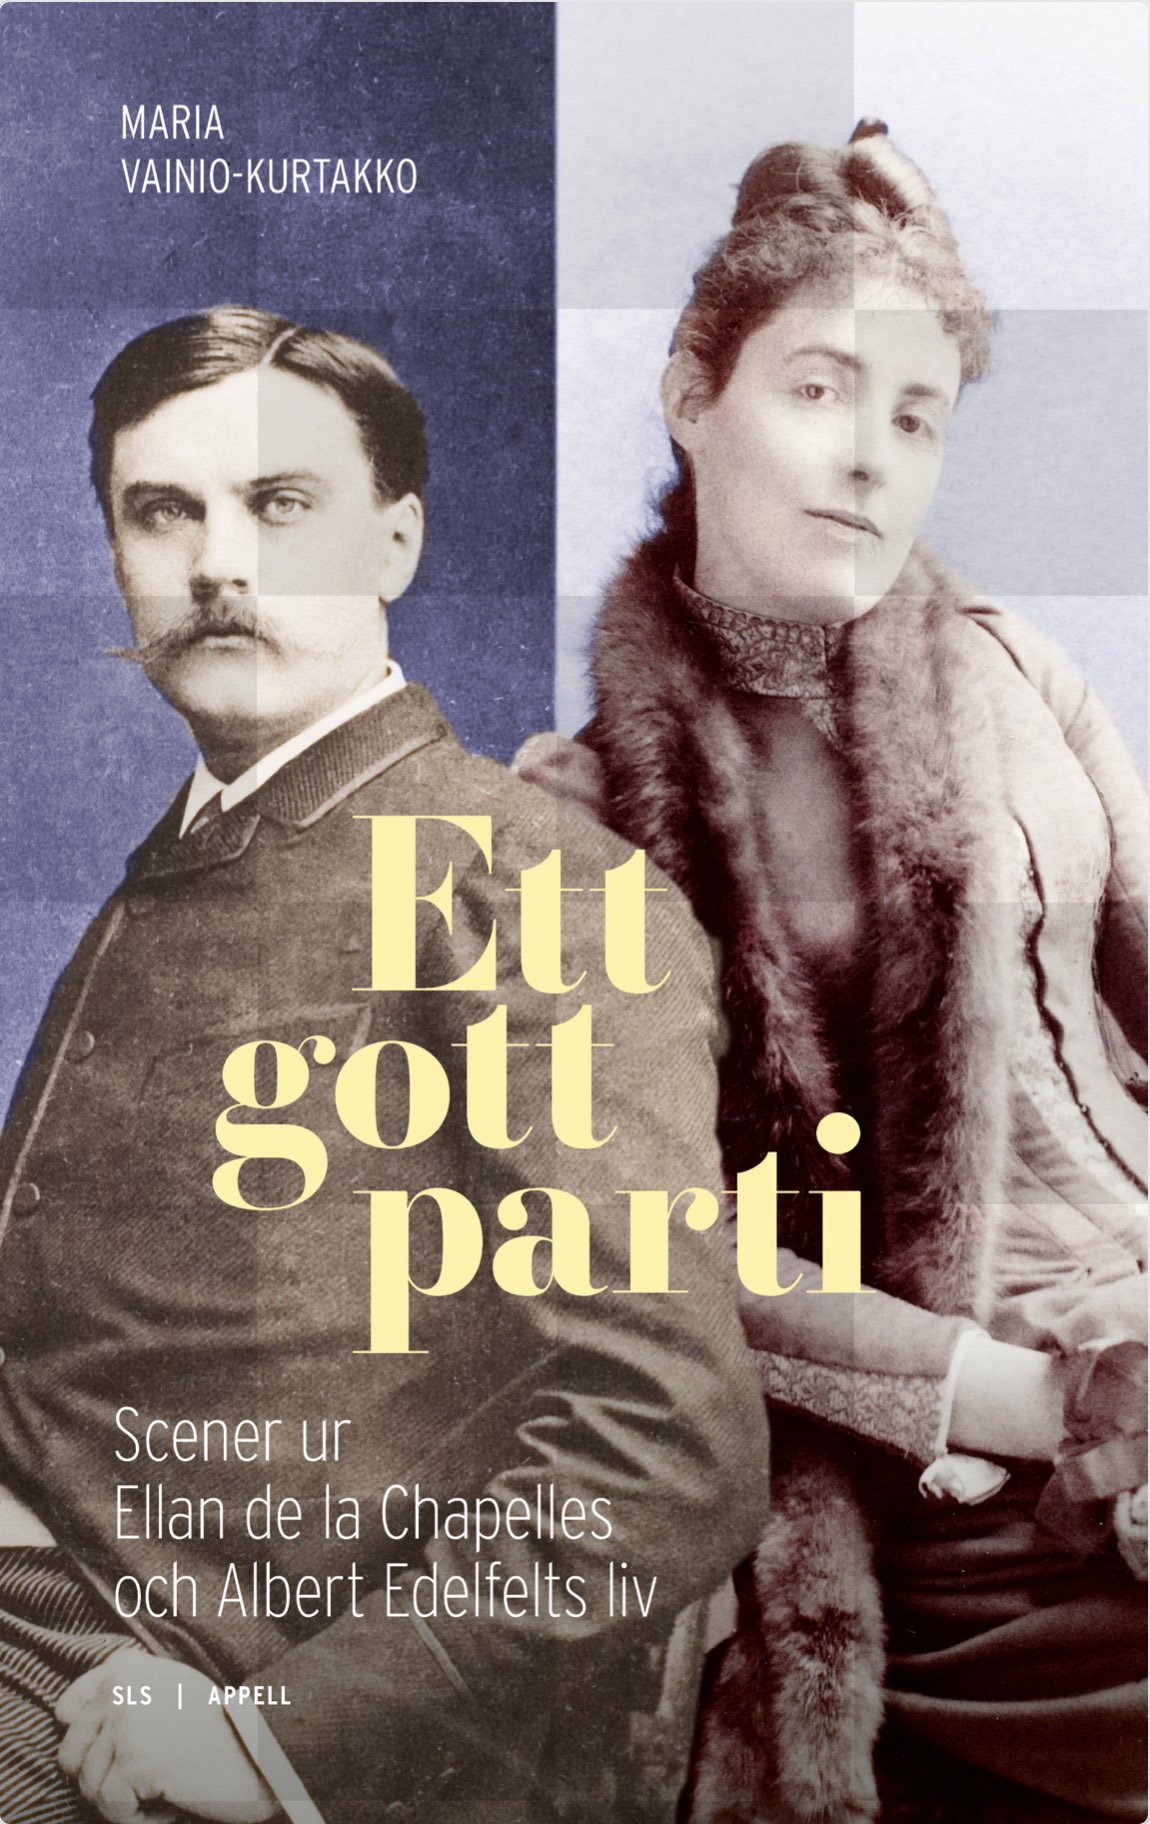 MARIA
VAINIO-KURTAKKO
Ett
gott
parti
Scener ur
Ellan de la Chapelles
och Albert Edelfelts liv
SLS | APPELL